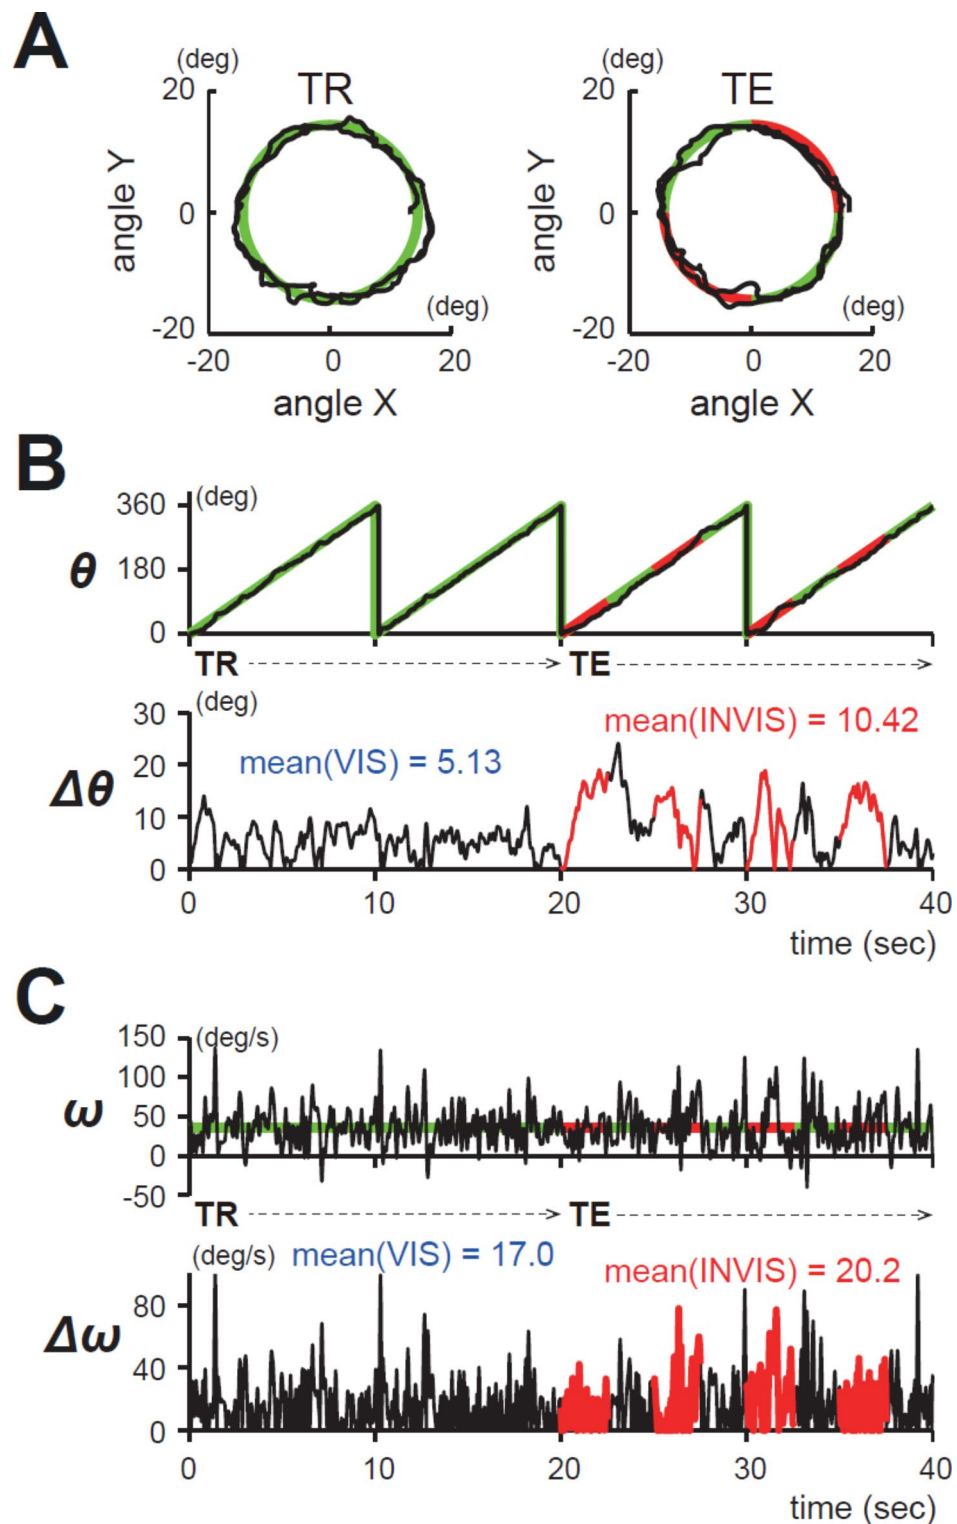 A
(deg) (deg)
20 TR 20 TE
angle Y angle Y
0 0
(deg) (deg)
-20 -20
-20 0 20 -20 0 20
angle X angle X
B
(deg)
360
θ 180
0
TR TE
(deg)
30 mean(INVIS) = 10.42
20 mean(VIS) = 5.13
Δθ
10
0
0 10 20 30 40
time (sec)
C
150 (deg/s)
100
ω 50
0
-50
TR TE
(deg/s) mean(VIS) = 17.0 mean(INVIS) = 20.2
80
Δω
40
0
0 10 20 30 40
time (sec)